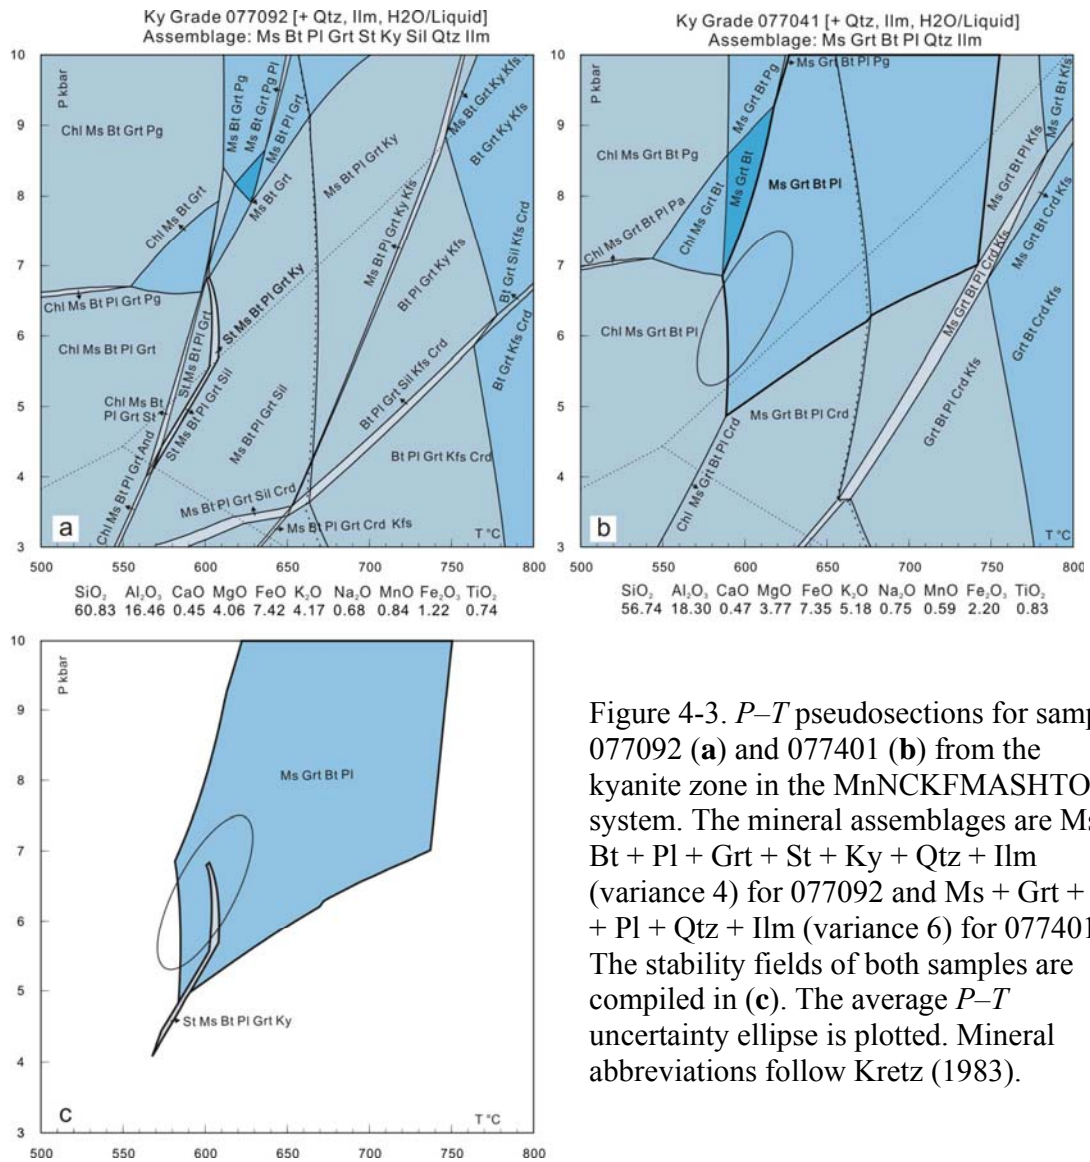 Ky Grade 077092 [+ Qtz, Ilm, H2O/Liquid]
Assemblage: Ms Bt Pl Grt St Ky Sil Qtz Ilm
P kbar
10
9
8
7
6
5
4
3
Chl Ms Bt Grt Pg
Ms Bt Grt Pg
Ms Bt Grt Pg Pl
Ms Bt Pl Grt
Ms Bt Grt
Chl Ms Bt Grt
Ms Bt Pl Grt Ky
Ms Bt Grt Ky Kfs
Bt Grt Ky Kfs
Ms Bt Pl Grt Ky Kfs
Bt Pl Grt Ky Kfs
Bt Grt Sil Kfs Crd
Bt Grt Kfs Crd
Chl Ms Bt Pl Grt Pg
Chl Ms Bt Pl Grt
St Ms Bt Pl Grt
St Ms Bt Pl Grt Ky
Chl Ms Bt
Pl Grt St
St Ms Bt Pl Grt Sil
Ms Bt Pl Grt Sil
Bt Pl Grt Sil Kfs Crd
Chl Ms Bt Pl Grt And
Ms Bt Pl Grt Sil Crd
Bt Pl Grt Kfs Crd
Ms Bt Pl Grt Crd Kfs
a
T °C
500 550 600 650 700 750 800
SiO2 Al2O3 CaO MgO FeO K2O Na2O MnO Fe2O3 TiO2
60.83 16.46 0.45 4.06 7.42 4.17 0.68 0.84 1.22 0.74
Ky Grade 077041 [+ Qtz, Ilm, H2O/Liquid]
Assemblage: Ms Grt Bt Pl Qtz Ilm
P kbar
10
9
8
7
6
5
4
3
Ms Grt Bt Pl Pg
Ms Grt Bt Pg
Chl Ms Grt Bt Pg
Ms Grt Bt
Chl Ms Grt Bt
Chl Ms Grt Bt Pl Pa
Ms Grt Bt Pl
Ms Grt Bt Kfs
Ms Grt Bt Pl Kfs
Ms Grt Bt Crd Kfs
Ms Grt Bt Pl Crd Kfs
Grt Bt Crd Kfs
Chl Ms Grt Bt Pl
Ms Grt Bt Pl Crd
Grt Bt Pl Crd Kfs
Chl Ms Grt Bt Pl Crd
b
T °C
500 550 600 650 700 750 800
SiO2 Al2O3 CaO MgO FeO K2O Na2O MnO Fe2O3 TiO2
56.74 18.30 0.47 3.77 7.35 5.18 0.75 0.59 2.20 0.83
P kbar
10
9
8
7
6
5
4
3
Ms Grt Bt Pl
St Ms Bt Pl Grt Ky
c
T °C
500 550 600 650 700 750 800
Figure 4-3. P–T pseudosections for samp
077092 (a) and 077401 (b) from the
kyanite zone in the MnNCKFMASHTO
system. The mineral assemblages are Ms
Bt + Pl + Grt + St + Ky + Qtz + Ilm
(variance 4) for 077092 and Ms + Grt +
+ Pl + Qtz + Ilm (variance 6) for 077401
The stability fields of both samples are
compiled in (c). The average P–T
uncertainty ellipse is plotted. Mineral
abbreviations follow Kretz (1983).